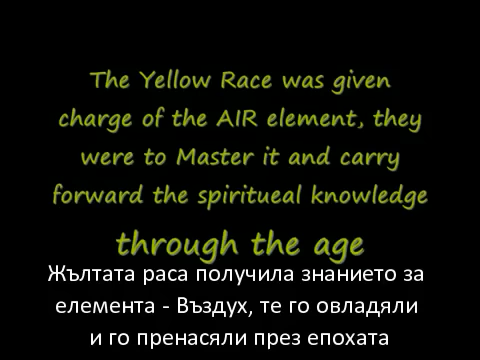 The Yellow Race was given
charge of the AIR element, they
were to Master it and carry
forward the spiritueal knowledge
through the age
Жълтата раса получила знанието за
елемента - Въздух, те го овладяли
и го пренасяли през епохата